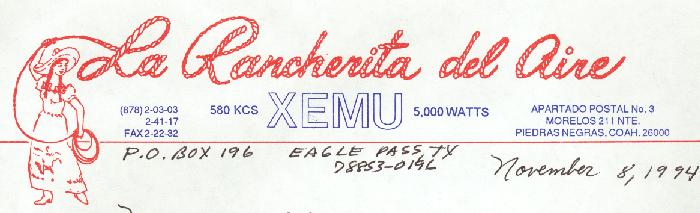 La Rancherita del Aire
(878) 2-03-03
2-41-17
FAX 2-22-32
580 KCS XEMU 5,000 WATTS
APARTADO POSTAL No. 3
MORELOS 211 NTE.
PIEDRAS NEGRAS, COAH. 26000
P.O. BOX 196 EAGLE PASS TX
78853-0196
November 8, 1994